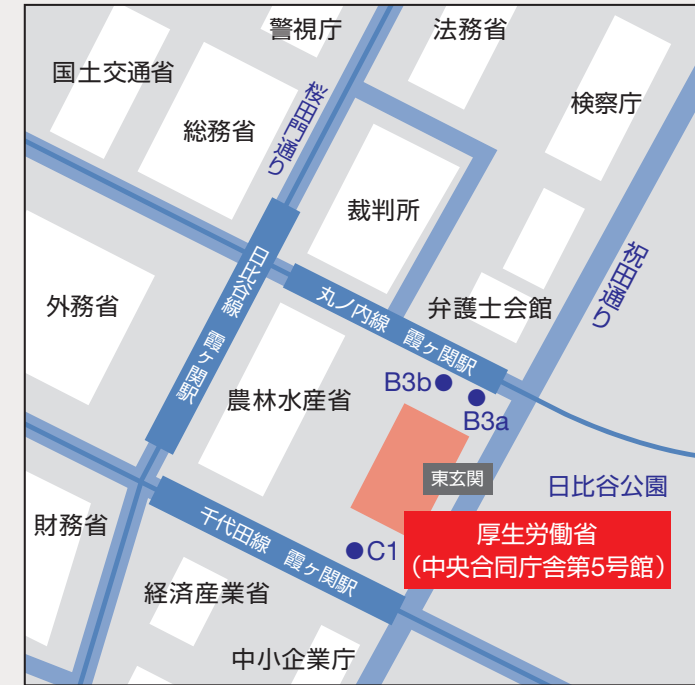 警視庁
法務省
国土交通省
検察庁
総務省
桜田門通り
裁判所
祝田通り
日比谷線 霞ヶ関駅
外務省
丸ノ内線 霞ヶ関駅
弁護士会館
農林水産省
B3b
B3a
東玄関
日比谷公園
財務省
千代田線 霞ヶ関駅
C1
厚生労働省
（中央合同庁舎第5号館）
経済産業省
中小企業庁